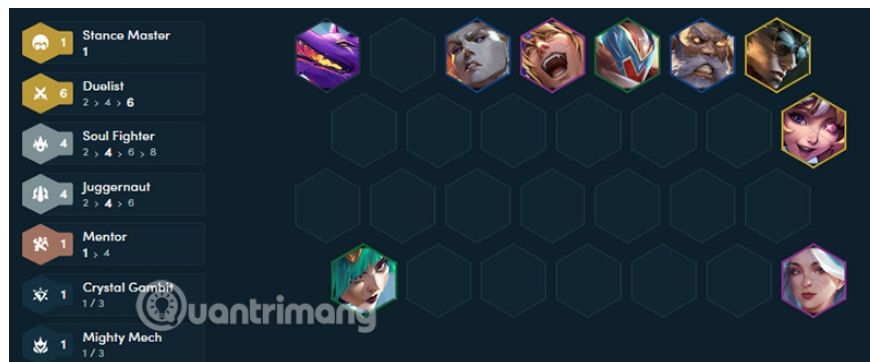 1 Stance Master
1
6 Duelist
2 > 4 > 6
4 Soul Fighter
2 > 4 > 6 > 8
4 Juggernaut
2 > 4 > 6
1 Mentor
1 > 4
1 Crystal Gambit
1 / 3
Quantrimang
1 Mighty Mech
1 / 3